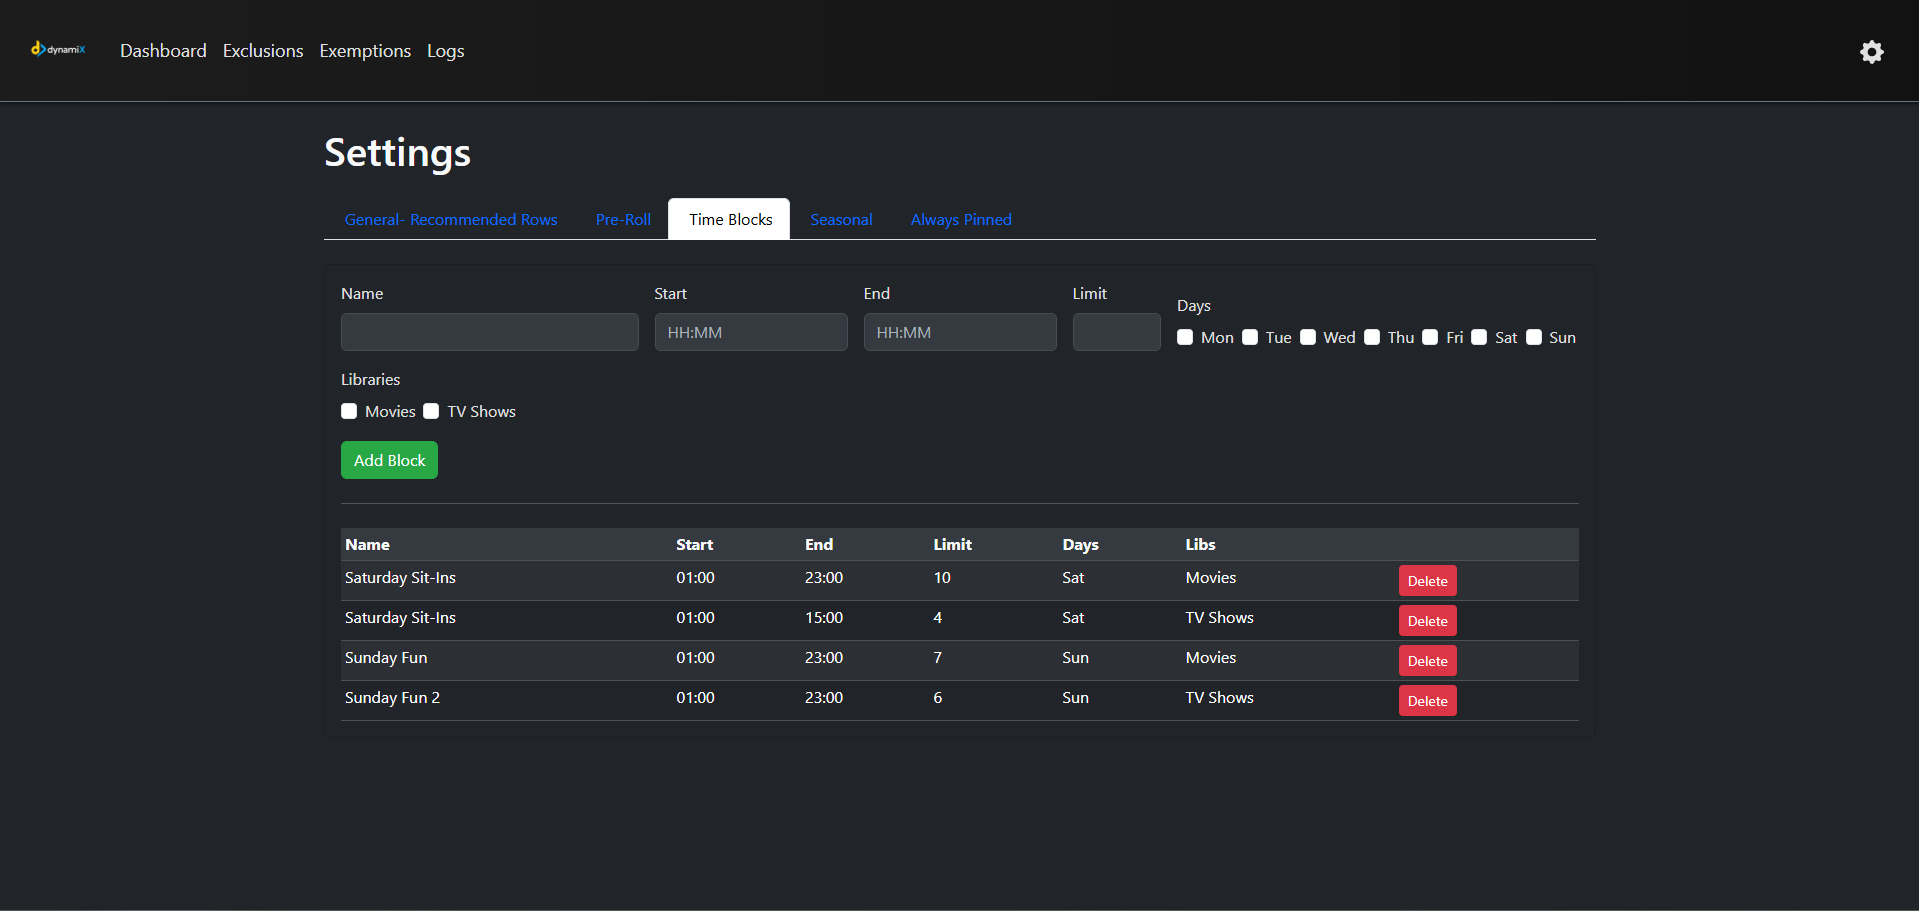 dynamiX Dashboard Exclusions Exemptions Logs
Settings
General- Recommended Rows Pre-Roll Time Blocks Seasonal Always Pinned
Name Start End Limit Days
HH:MM HH:MM Mon Tue Wed Thu Fri Sat Sun
Libraries
Movies TV Shows
Add Block
Name Start End Limit Days Libs
Saturday Sit-Ins 01:00 23:00 10 Sat Movies Delete
Saturday Sit-Ins 01:00 15:00 4 Sat TV Shows Delete
Sunday Fun 01:00 23:00 7 Sun Movies Delete
Sunday Fun 2 01:00 23:00 6 Sun TV Shows Delete